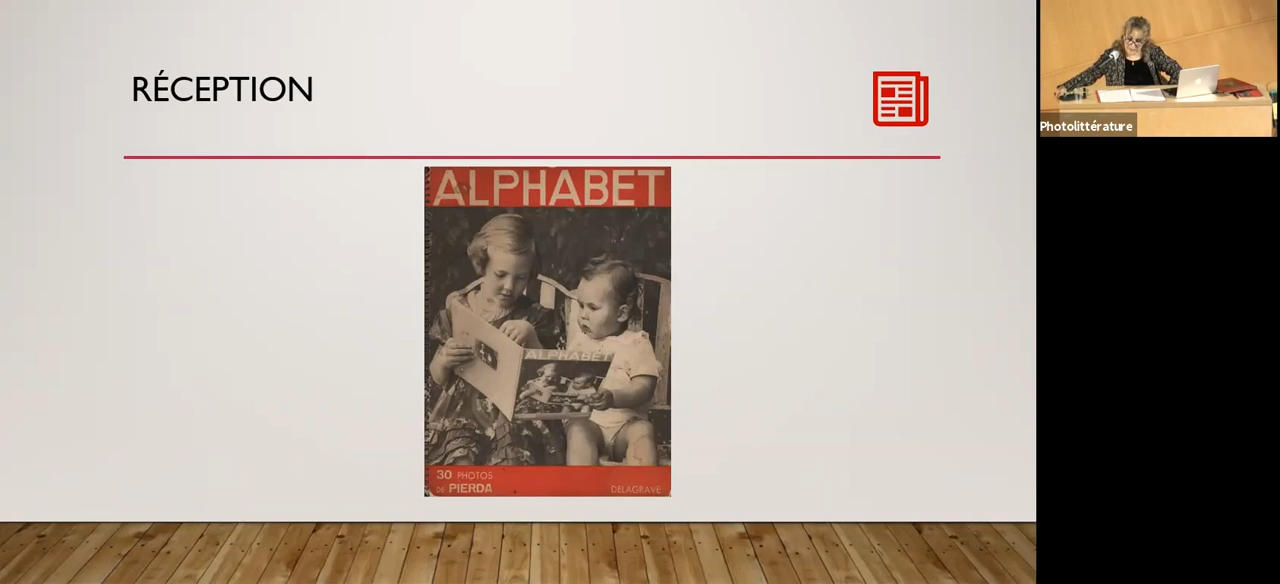 RÉCEPTION
ALPHABET
ALPHABET
30 PHOTOS
DE PIERDA
DELAGRAVE
Photolittérature